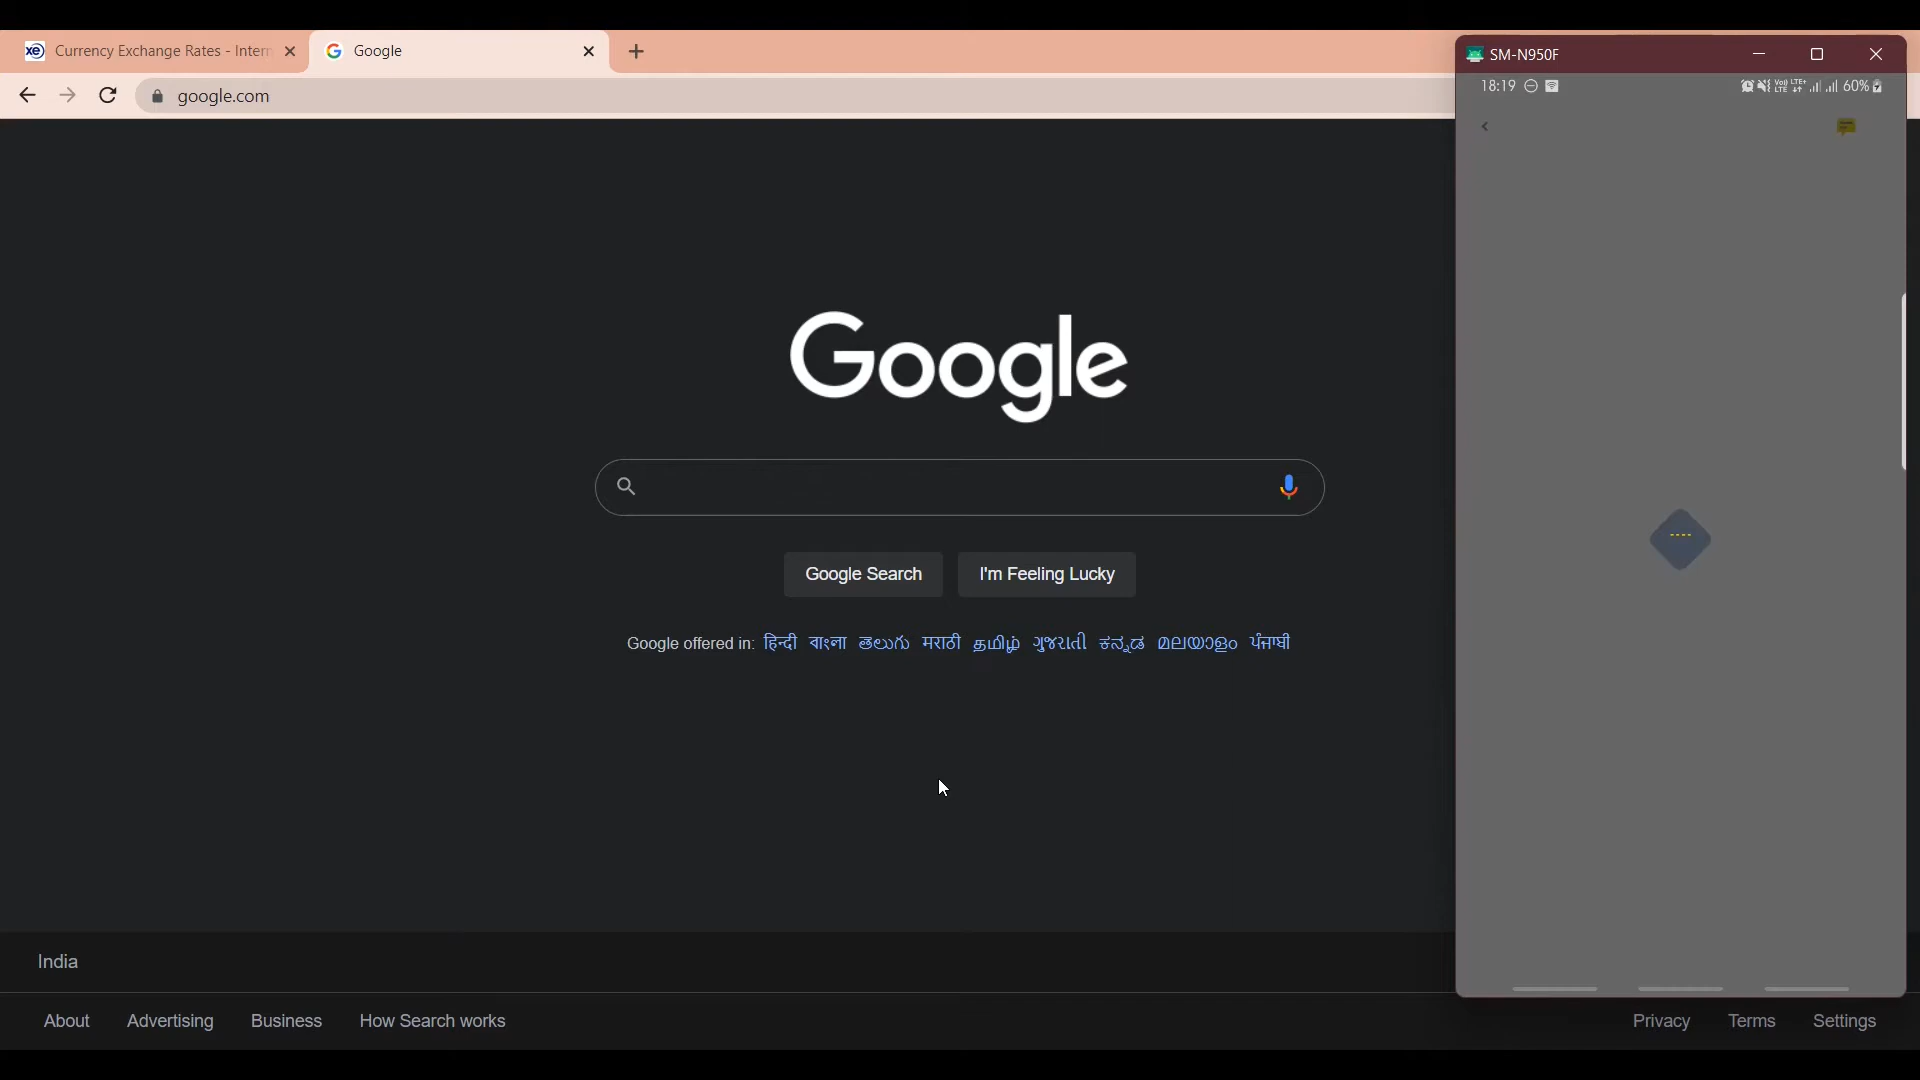 Currency Exchange Rates - Intern
Google
google.com
SM-N950F
18:19
60%
Google
Google Search
I'm Feeling Lucky
Google offered in: हिन्दी বাংলা తెలుగు मराठी தமிழ் ગુજરાતી ಕನ್ನಡ മലയാളം ਪੰਜਾਬੀ
India
About
Advertising
Business
How Search works
Privacy
Terms
Settings